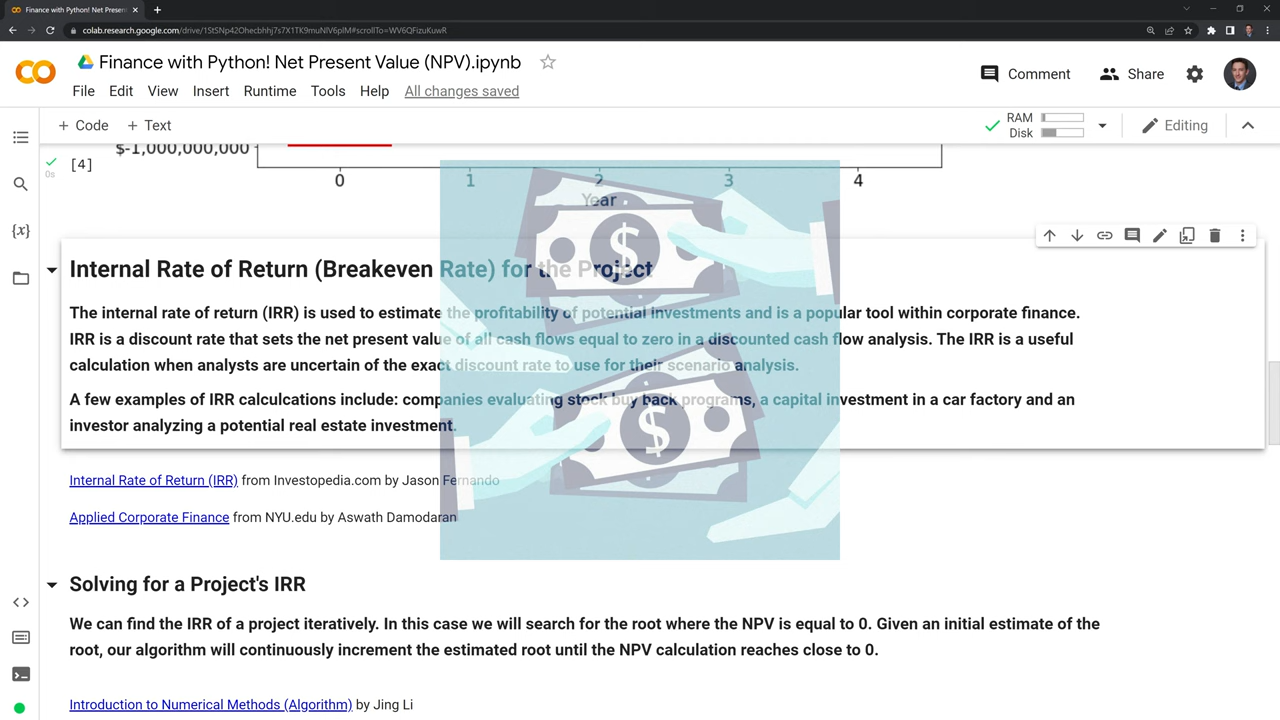 Finance with Python! Net Present
colab.research.google.com/drive/1StSNp42Ohecbhhj7s7X1TK9muNIV6pIM#scrollTo=WV6QFizuKuwR
Finance with Python! Net Present Value (NPV).ipynb
Comment
Share
File Edit View Insert Runtime Tools Help All changes saved
+ Code + Text
RAM
Disk
Editing
$-1,000,000,000
[4]
0s
0 1 2 3 4
Year
Internal Rate of Return (Breakeven Rate) for the Project
The internal rate of return (IRR) is used to estimate the profitability of potential investments and is a popular tool within corporate finance.
IRR is a discount rate that sets the net present value of all cash flows equal to zero in a discounted cash flow analysis. The IRR is a useful
calculation when analysts are uncertain of the exact discount rate to use for their scenario analysis.
A few examples of IRR calculcations include: companies evaluating stock buy back programs, a capital investment in a car factory and an
investor analyzing a potential real estate investment.
$
$
Internal Rate of Return (IRR) from Investopedia.com by Jason Fernando
Applied Corporate Finance from NYU.edu by Aswath Damodaran
Solving for a Project's IRR
We can find the IRR of a project iteratively. In this case we will search for the root where the NPV is equal to 0. Given an initial estimate of the
root, our algorithm will continuously increment the estimated root until the NPV calculation reaches close to 0.
Introduction to Numerical Methods (Algorithm) by Jing Li